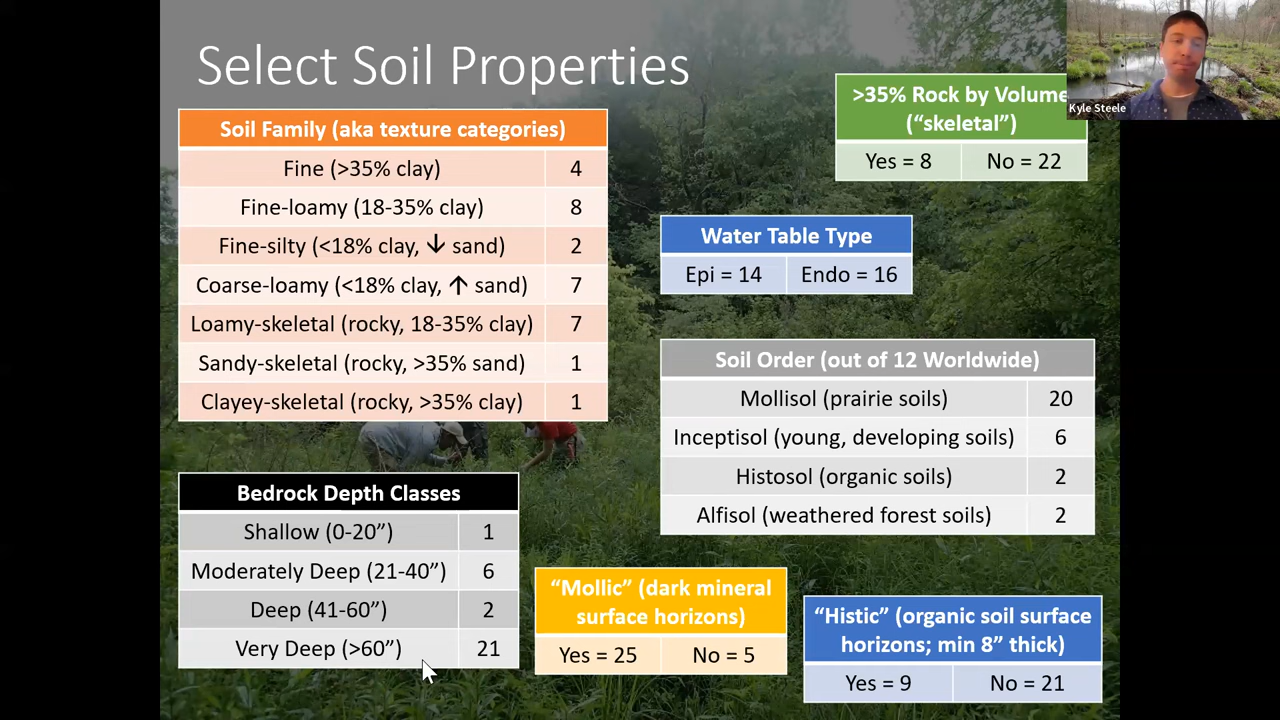 Select Soil Properties
Soil Family (aka texture categories)
Fine (>35% clay) 4
Fine-loamy (18-35% clay) 8
Fine-silty (<18% clay, ↓ sand) 2
Coarse-loamy (<18% clay, ↑ sand) 7
Loamy-skeletal (rocky, 18-35% clay) 7
Sandy-skeletal (rocky, >35% sand) 1
Clayey-skeletal (rocky, >35% clay) 1
Bedrock Depth Classes
Shallow (0-20”) 1
Moderately Deep (21-40”) 6
Deep (41-60”) 2
Very Deep (>60”) 21
>35% Rock by Volume
(“skeletal”)
Yes = 8 No = 22
Kyle Steele
Water Table Type
Epi = 14 Endo = 16
Soil Order (out of 12 Worldwide)
Mollisol (prairie soils) 20
Inceptisol (young, developing soils) 6
Histosol (organic soils) 2
Alfisol (weathered forest soils) 2
“Mollic” (dark mineral
surface horizons)
Yes = 25 No = 5
“Histic” (organic soil surface
horizons; min 8” thick)
Yes = 9 No = 21